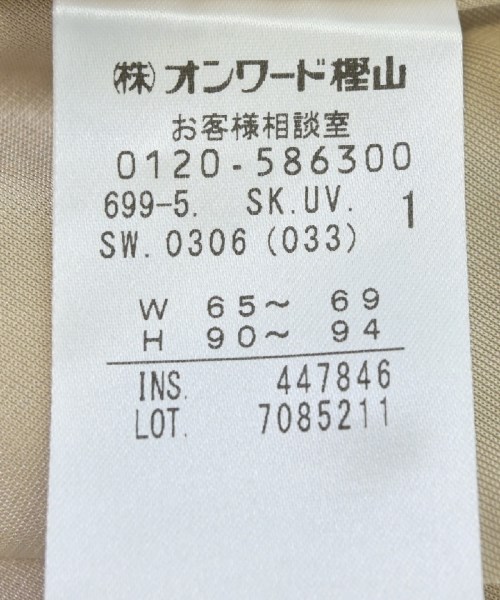 ㈱オンワード樫山
お客様相談室
0120-586300
699-5. SK.UV. 1
SW.0306(033)
W 65～ 69
H 90～ 94
INS. 447846
LOT. 7085211